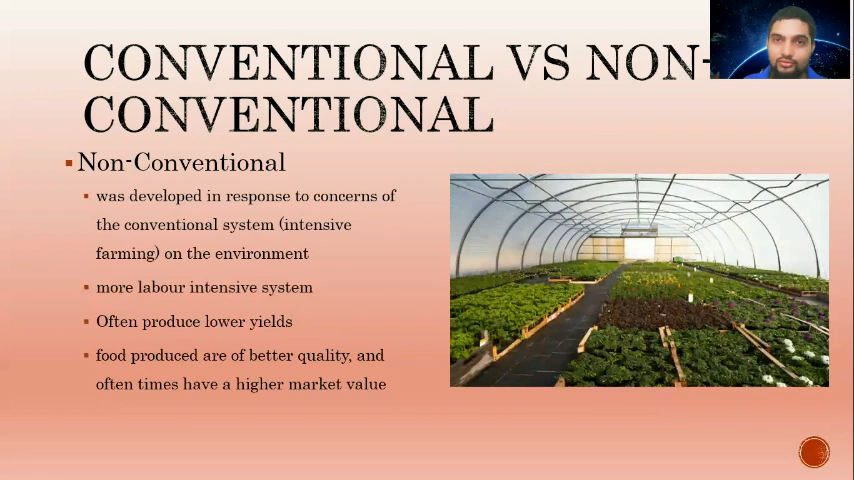 CONVENTIONAL VS NON-
CONVENTIONAL
Non-Conventional
was developed in response to concerns of
the conventional system (intensive
farming) on the environment
more labour intensive system
Often produce lower yields
food produced are of better quality, and
often times have a higher market value